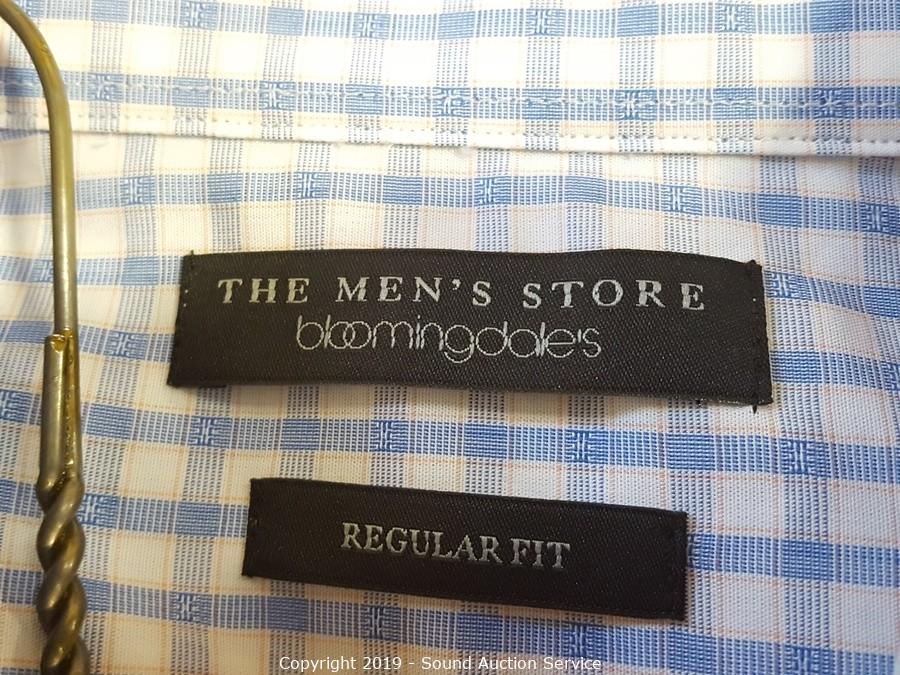 THE MEN'S STORE
bloomingdale's
REGULAR FIT
Copyright 2019 - Sound Auction Service